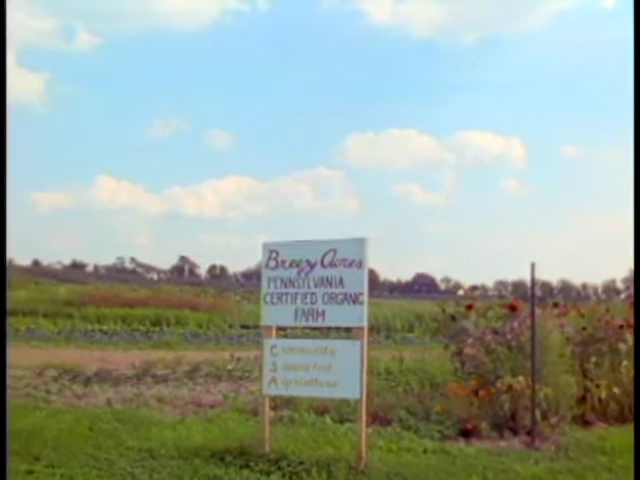 Breezy Acres
PENNSYLVANIA
CERTIFIED ORGANIC
FARM
Community
Supported
Agriculture